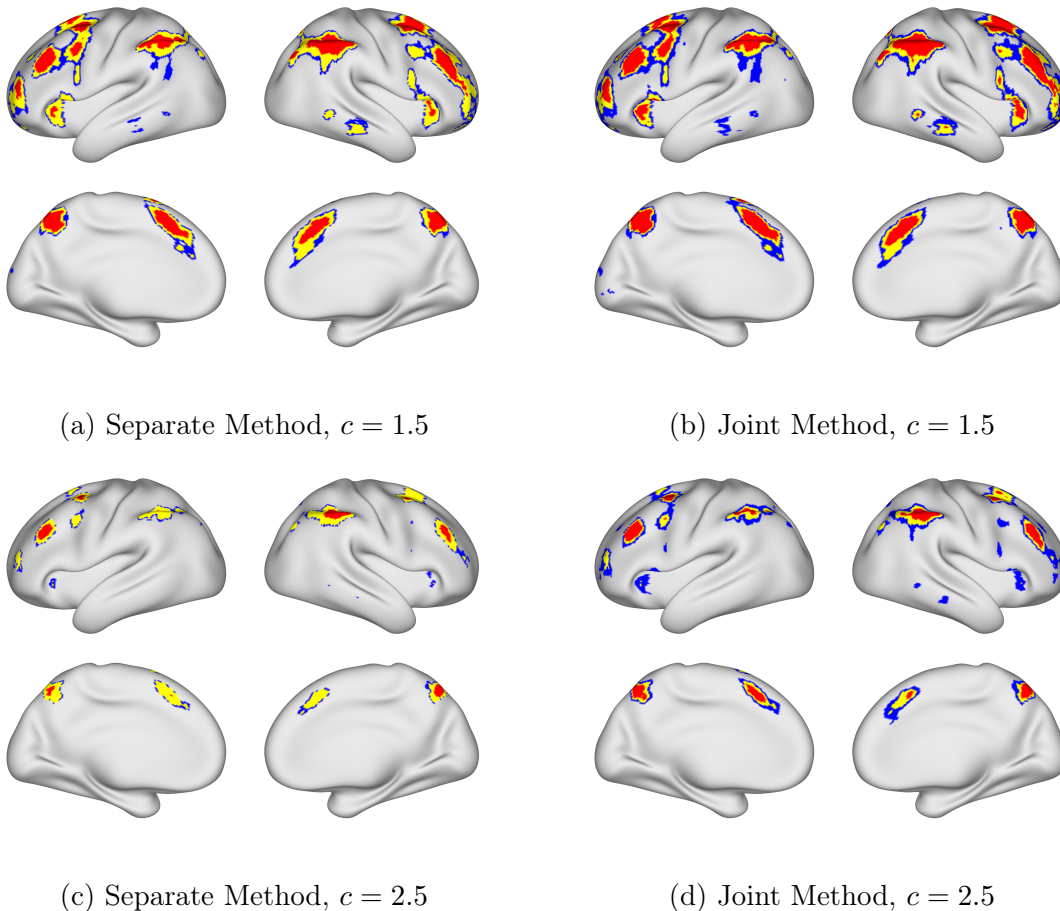 (a) Separate Method, c = 1.5
(b) Joint Method, c = 1.5
(c) Separate Method, c = 2.5
(d) Joint Method, c = 2.5